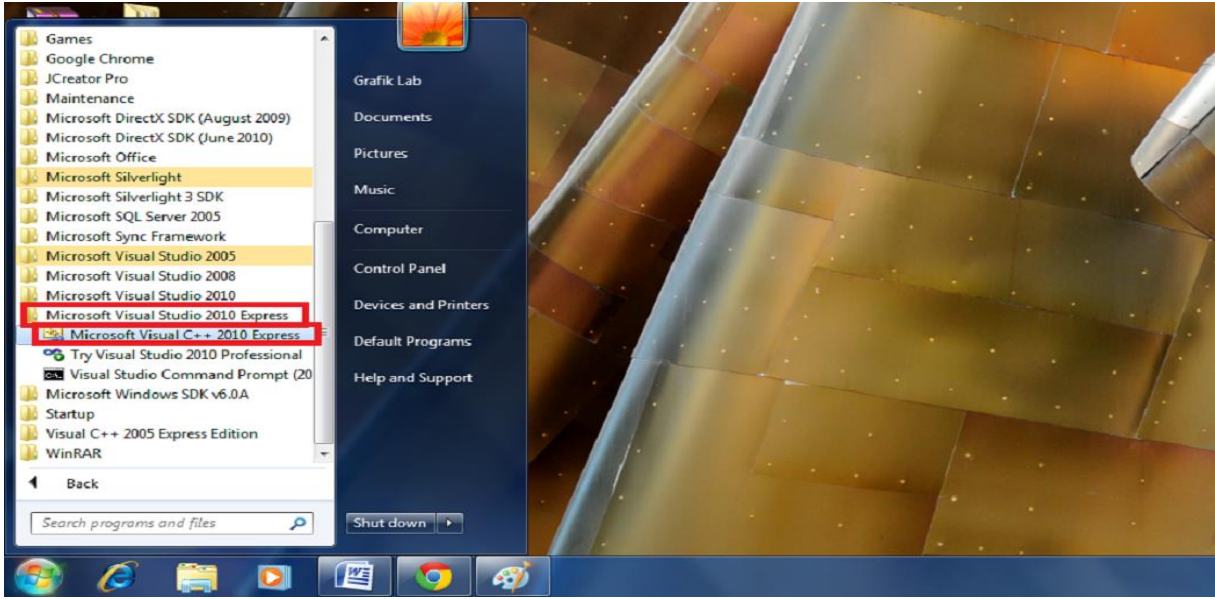 Games
Google Chrome
JCreator Pro
Maintenance
Microsoft DirectX SDK (August 2009)
Microsoft DirectX SDK (June 2010)
Microsoft Office
Microsoft Silverlight
Microsoft Silverlight 3 SDK
Microsoft SQL Server 2005
Microsoft Sync Framework
Microsoft Visual Studio 2005
Microsoft Visual Studio 2008
Microsoft Visual Studio 2010
Microsoft Visual Studio 2010 Express
Microsoft Visual C++ 2010 Express
Try Visual Studio 2010 Professional
Visual Studio Command Prompt (20
Microsoft Windows SDK v6.0A
Startup
Visual C++ 2005 Express Edition
WinRAR
Back
Search programs and files
Grafik Lab
Documents
Pictures
Music
Computer
Control Panel
Devices and Printers
Default Programs
Help and Support
Shut down